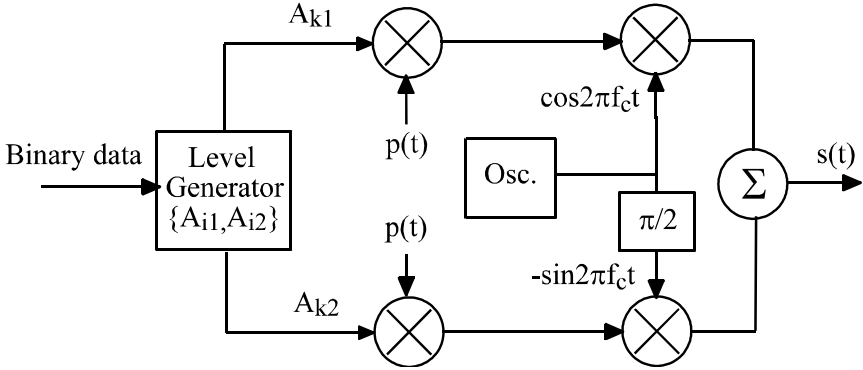 A_k1
cos2πf_ct
p(t)
Binary data
Level
Generator
{A_i1,A_i2}
Osc.
Σ
s(t)
π/2
p(t)
-sin2πf_ct
A_k2